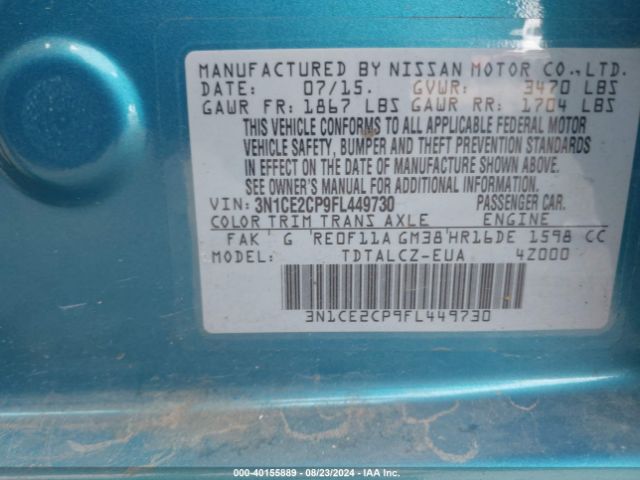 MANUFACTURED BY NISSAN MOTOR CO.,LTD.
DATE: 07/15. GVWR: 3470 LBS
GAWR FR: 1867 LBS GAWR RR: 1704 LBS
THIS VEHICLE CONFORMS TO ALL APPLICABLE FEDERAL MOTOR
VEHICLE SAFETY, BUMPER AND THEFT PREVENTION STANDARDS
IN EFFECT ON THE DATE OF MANUFACTURE SHOWN ABOVE.
SEE OWNER'S MANUAL FOR ADDITIONAL INFORMATION.
VIN: 3N1CE2CP9FL449730 PASSENGER CAR.
COLOR TRIM TRANS AXLE ENGINE
FAK G RE0F11A GM38 HR16DE 1598 CC
MODEL: TDTALCZ-EUA 4Z000
3N1CE2CP9FL449730
000-40155889 - 08/23/2024 - IAA Inc.